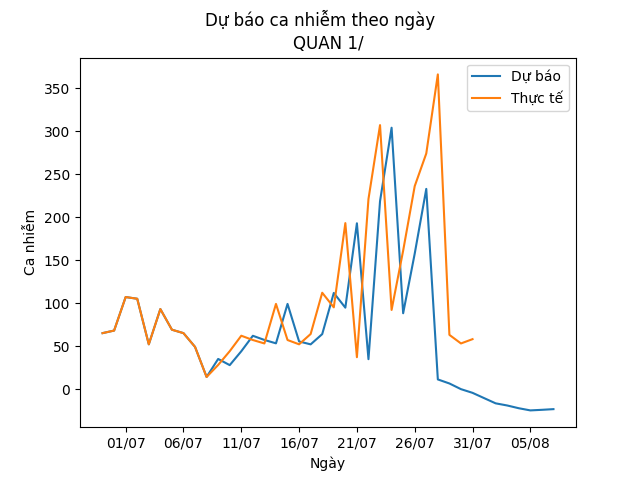 Dự báo ca nhiễm theo ngày
QUAN 1/
Dự báo
Thực tế
350
300
250
200
150
100
50
0
Ca nhiễm
01/07 06/07 11/07 16/07 21/07 26/07 31/07 05/08
Ngày